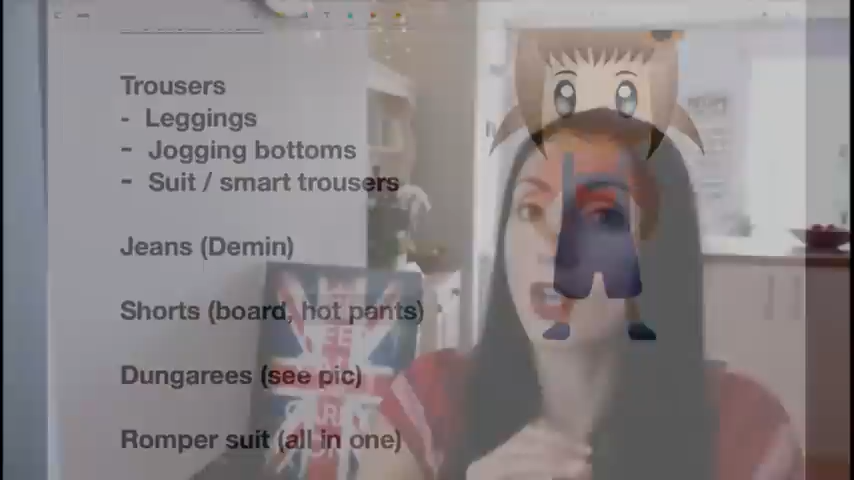 Trousers
- Leggings
- Jogging bottoms
- Suit / smart trousers
Jeans (Demin)
Shorts (board, hot pants)
Dungarees (see pic)
Romper suit (all in one)